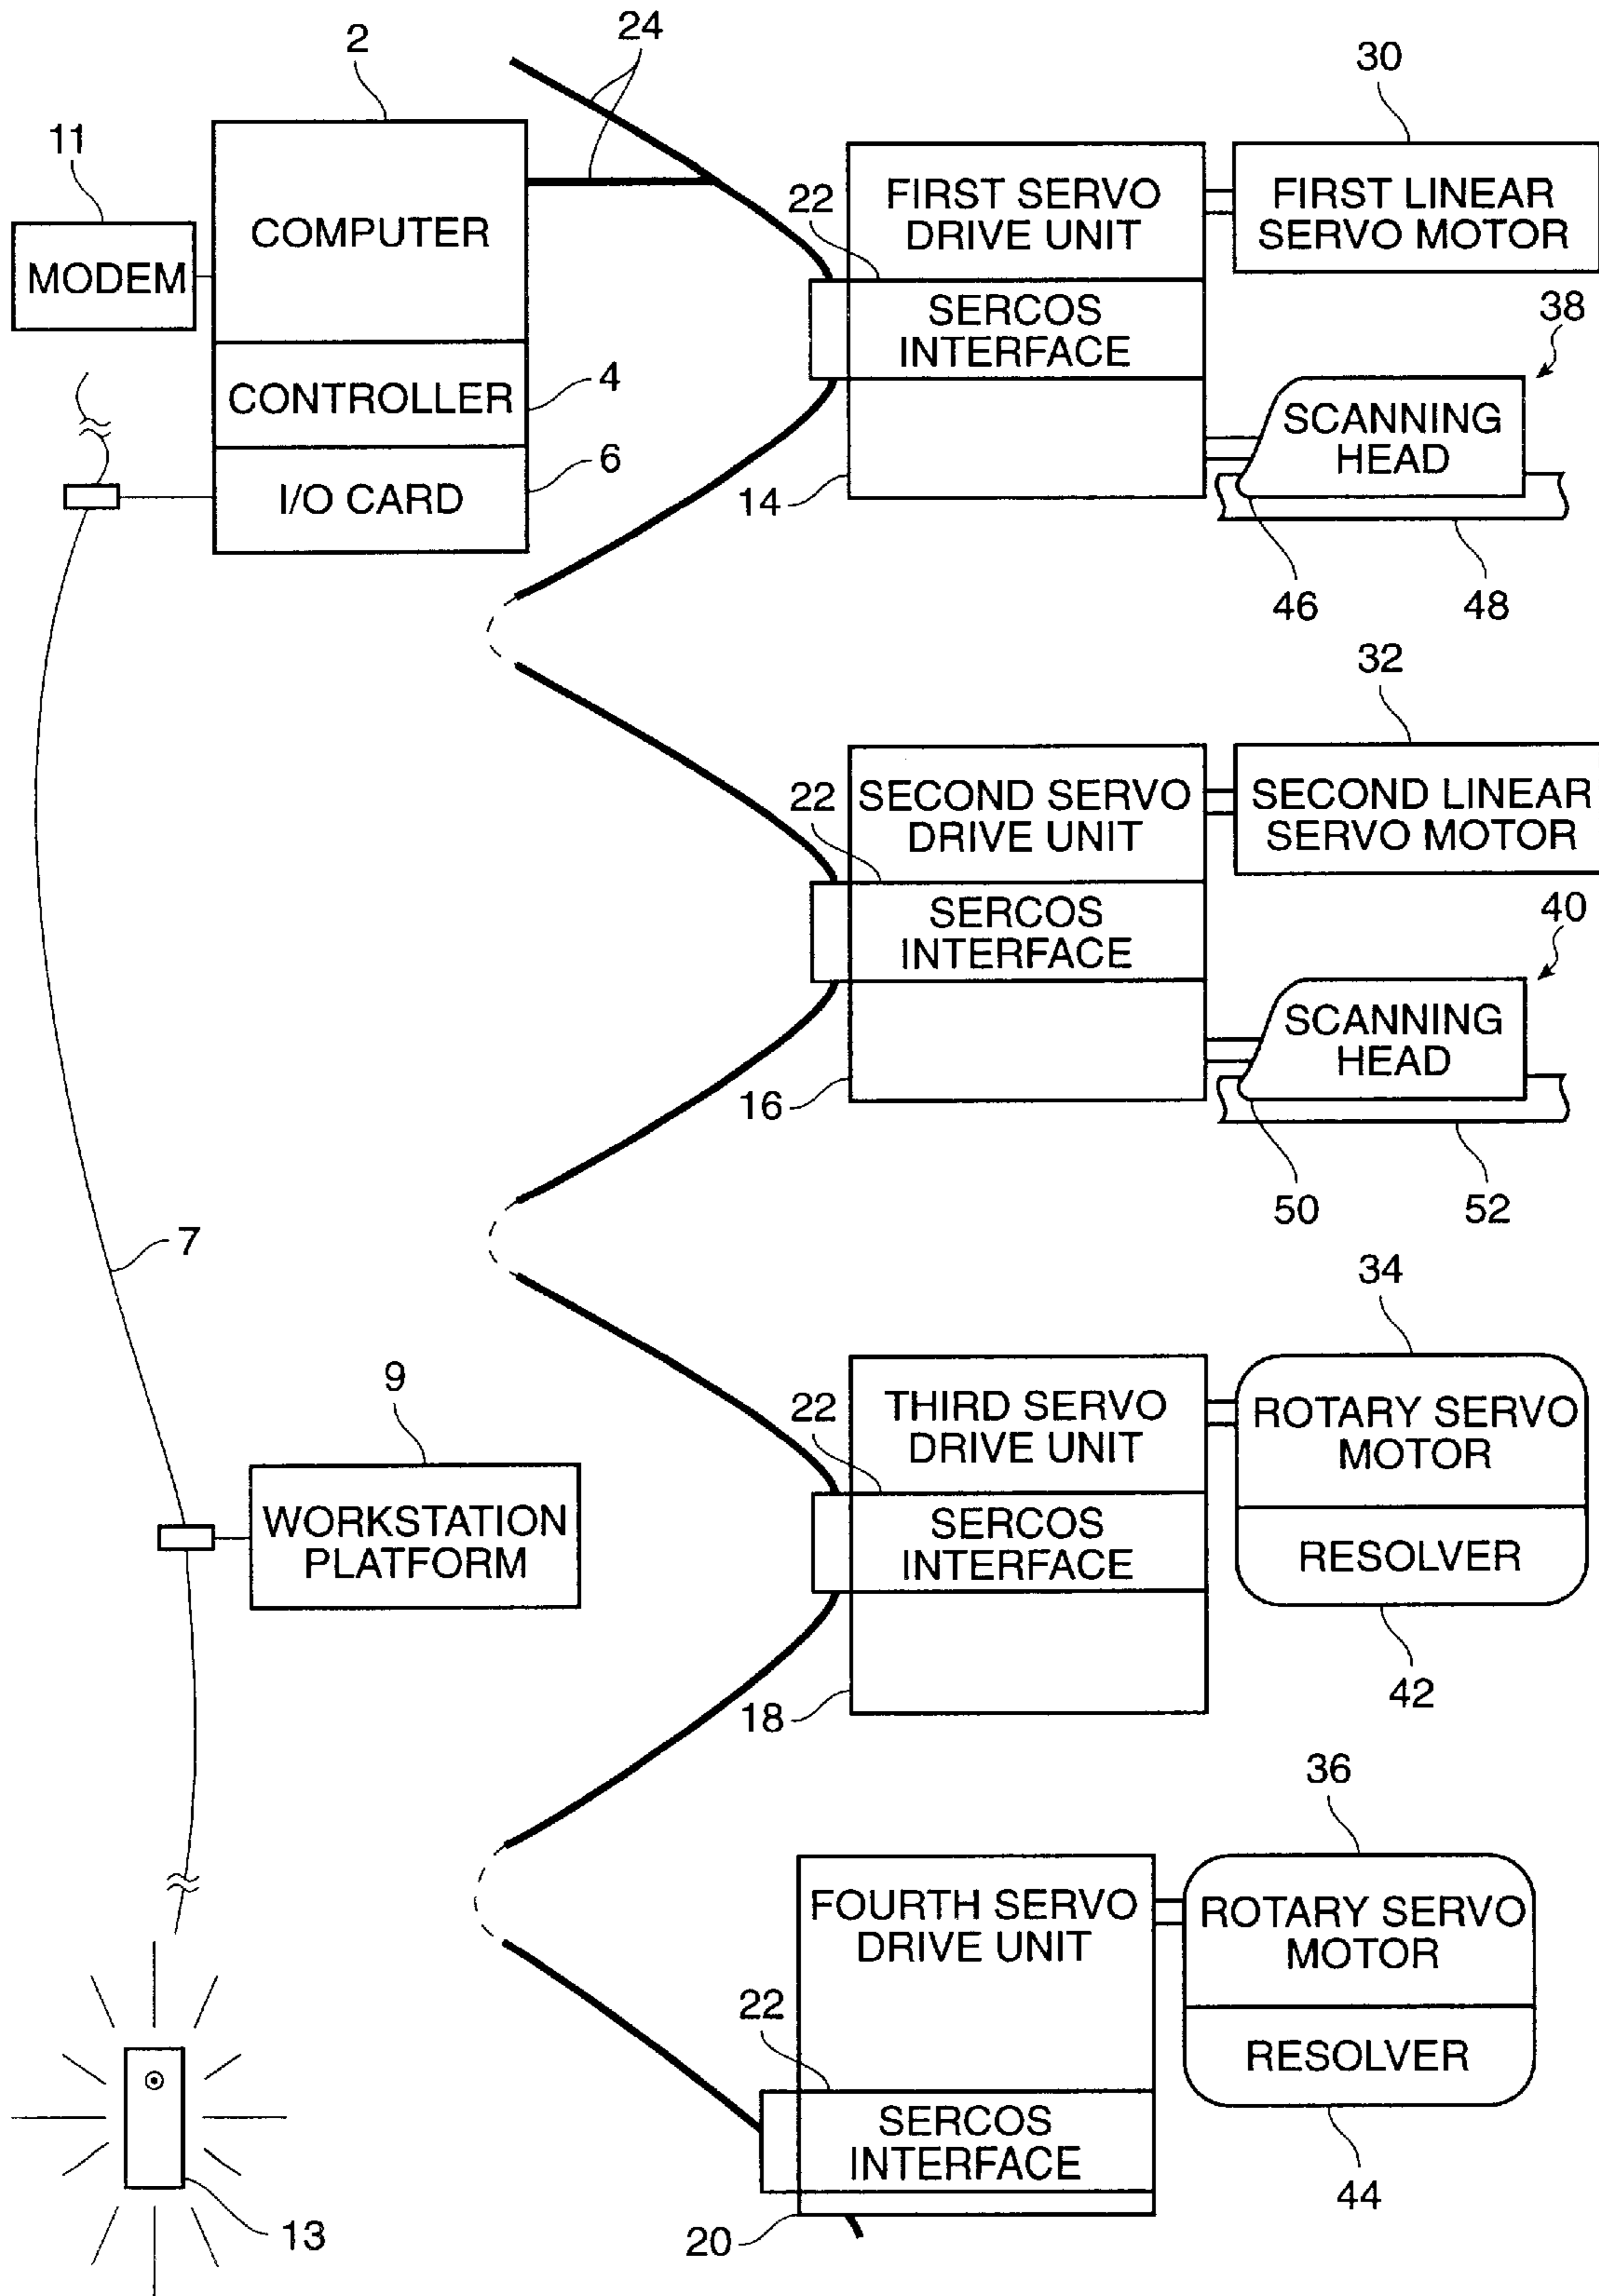 2
24
30
11
COMPUTER
MODEM
CONTROLLER
4
I/O CARD
6
22
FIRST SERVO
DRIVE UNIT
SERCOS
INTERFACE
14
FIRST LINEAR
SERVO MOTOR
38
SCANNING
HEAD
46
48
32
22
SECOND SERVO
DRIVE UNIT
SERCOS
INTERFACE
16
SECOND LINEAR
SERVO MOTOR
40
SCANNING
HEAD
50
52
7
9
WORKSTATION
PLATFORM
34
22
THIRD SERVO
DRIVE UNIT
SERCOS
INTERFACE
18
ROTARY SERVO
MOTOR
RESOLVER
42
36
FOURTH SERVO
DRIVE UNIT
22
SERCOS
INTERFACE
20
ROTARY SERVO
MOTOR
RESOLVER
44
13